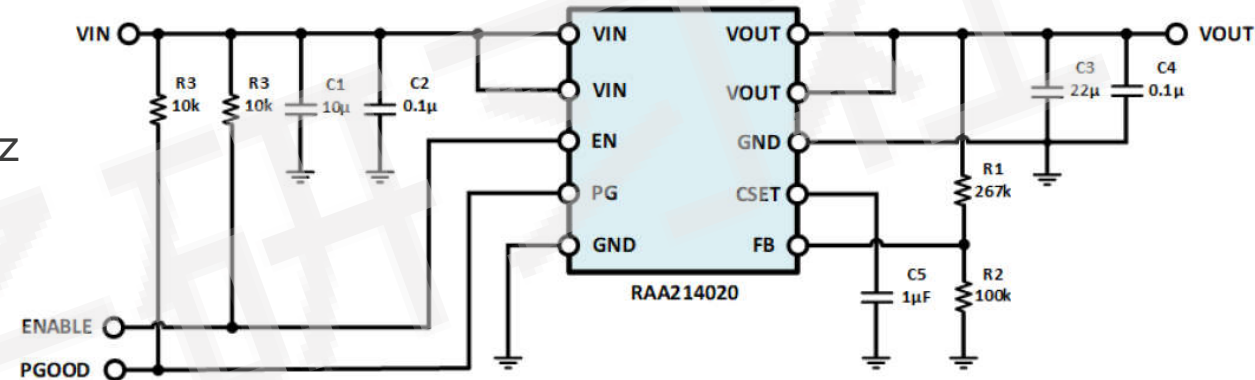 VIN
VIN
VOUT
VOUT
R3
10k
R3
10k
C1
10µ
C2
0.1µ
VIN
VOUT
C3
22µ
C4
0.1µ
z
EN
GND
PG
CSET
R1
267k
GND
FB
RAA214020
C5
1µF
R2
100k
ENABLE
PGOOD